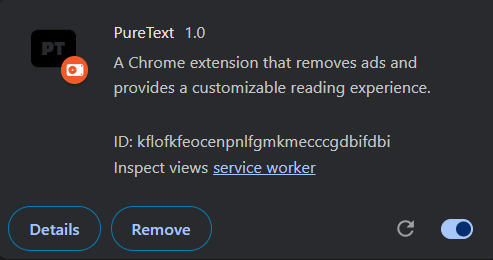 PT
PureText 1.0
A Chrome extension that removes ads and
provides a customizable reading experience.
ID: kflofkfeocenpnlfgmkmecccgdbifdbi
Inspect views service worker
Details
Remove